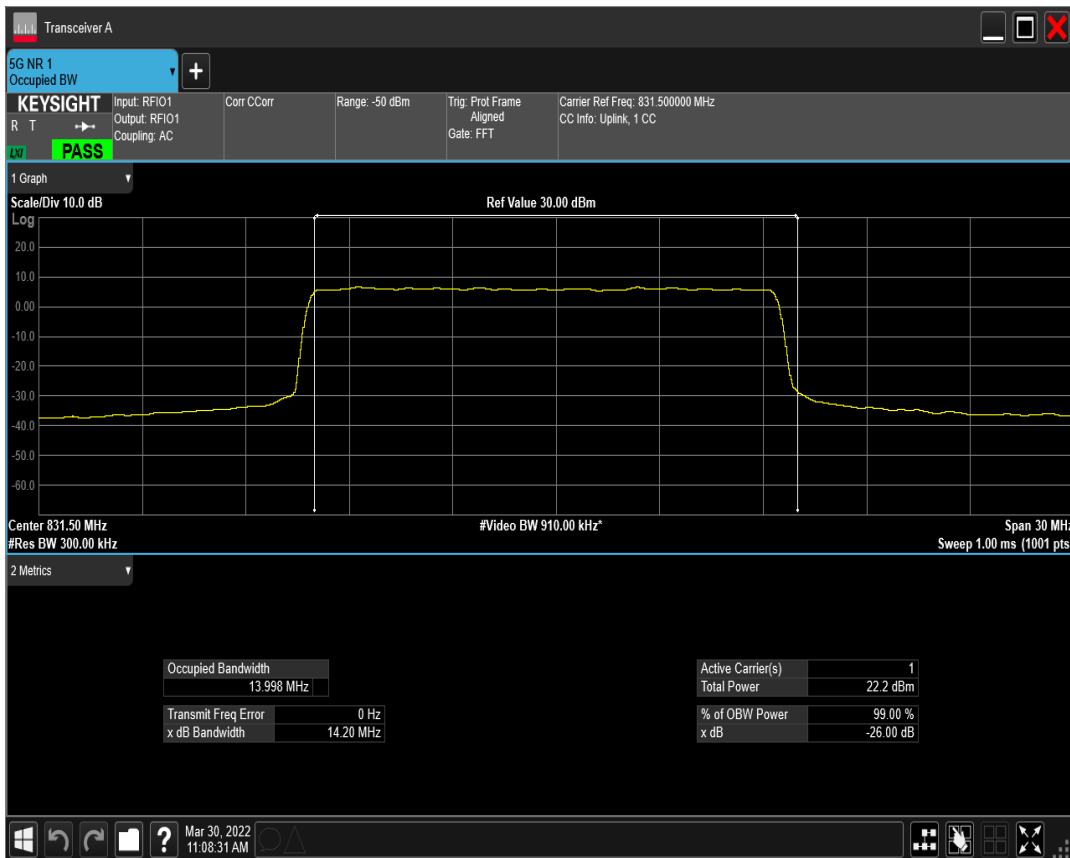 Transceiver A
5G NR 1
Occupied BW
KEYSIGHT
R T
LXI
PASS
Input: RFIO1
Output: RFIO1
Coupling: AC
Corr CCorr
Range: -50 dBm
Trig: Prot Frame
Aligned
Gate: FFT
Carrier Ref Freq: 831.500000 MHz
CC Info: Uplink, 1 CC
1 Graph
Scale/Div 10.0 dB
Ref Value 30.00 dBm
Log
20.0
10.0
0.00
-10.0
-20.0
-30.0
-40.0
-50.0
-60.0
Center 831.50 MHz
#Video BW 910.00 kHz*
Span 30 MHz
#Res BW 300.00 kHz
Sweep 1.00 ms (1001 pts
2 Metrics
Occupied Bandwidth
13.998 MHz
Transmit Freq Error 0 Hz
x dB Bandwidth 14.20 MHz
Active Carrier(s) 1
Total Power 22.2 dBm
% of OBW Power 99.00 %
x dB -26.00 dB
?
Mar 30, 2022
11:08:31 AM